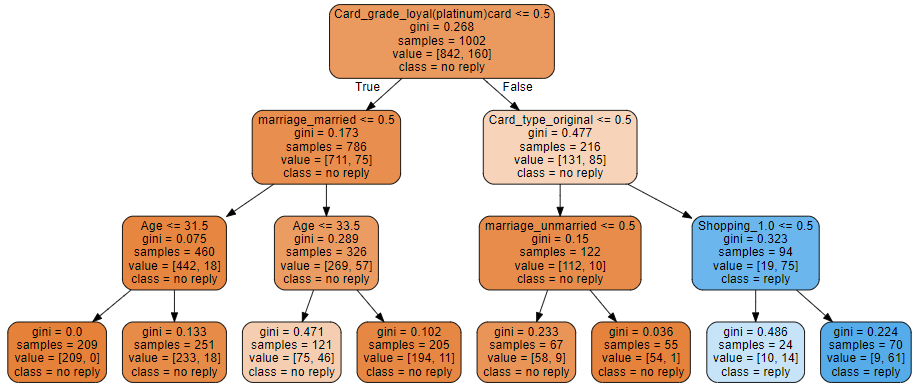 Card_grade_loyal(platinum)card <= 0.5
gini = 0.268
samples = 1002
value = [842, 160]
class = no reply
True
False
marriage_married <= 0.5
gini = 0.173
samples = 786
value = [711, 75]
class = no reply
Card_type_original <= 0.5
gini = 0.477
samples = 216
value = [131, 85]
class = no reply
Age <= 31.5
gini = 0.075
samples = 460
value = [442, 18]
class = no reply
Age <= 33.5
gini = 0.289
samples = 326
value = [269, 57]
class = no reply
marriage_unmarried <= 0.5
gini = 0.15
samples = 122
value = [112, 10]
class = no reply
Shopping_1.0 <= 0.5
gini = 0.323
samples = 94
value = [19, 75]
class = reply
gini = 0.0
samples = 209
value = [209, 0]
class = no reply
gini = 0.133
samples = 251
value = [233, 18]
class = no reply
gini = 0.471
samples = 121
value = [75, 46]
class = no reply
gini = 0.102
samples = 205
value = [194, 11]
class = no reply
gini = 0.233
samples = 67
value = [58, 9]
class = no reply
gini = 0.036
samples = 55
value = [54, 1]
class = no reply
gini = 0.486
samples = 24
value = [10, 14]
class = reply
gini = 0.224
samples = 70
value = [9, 61]
class = reply